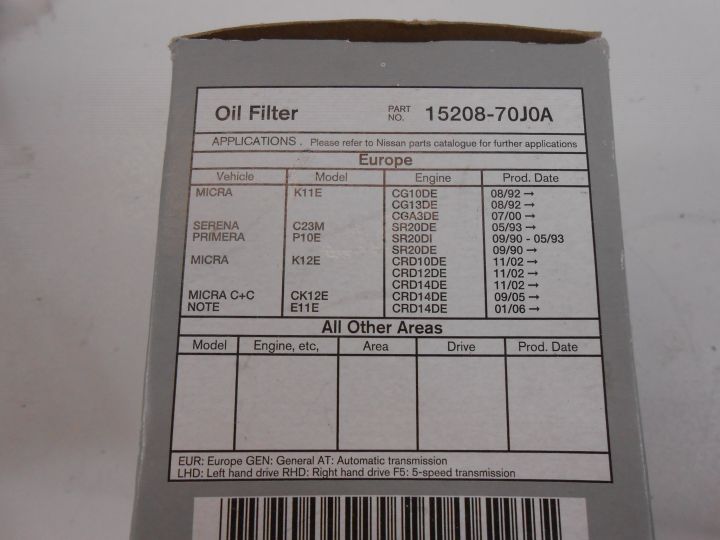 Oil Filter PART NO. 15208-70J0A
APPLICATIONS . Please refer to Nissan parts catalogue for further applications
Europe
Vehicle Model Engine Prod. Date
MICRA K11E CG10DE 08/92 →
CG13DE 08/92 →
CGA3DE 07/00 →
SERENA C23M SR20DE 05/93 →
PRIMERA P10E SR20DI 09/90 - 05/93
SR20DE 09/90 →
MICRA K12E CRD10DE 11/02 →
CRD12DE 11/02 →
CRD14DE 11/02 →
MICRA C+C CK12E CRD14DE 09/05 →
NOTE E11E CRD14DE 01/06 →
All Other Areas
Model Engine, etc, Area Drive Prod. Date
EUR: Europe GEN: General AT: Automatic transmission
LHD: Left hand drive RHD: Right hand drive F5: 5-speed transmission